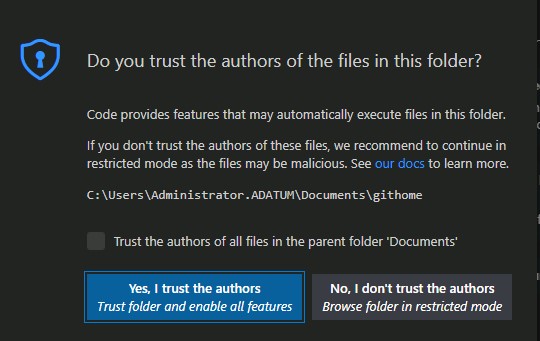 Do you trust the authors of the files in this folder?
Code provides features that may automatically execute files in this folder.
If you don't trust the authors of these files, we recommend to continue in
restricted mode as the files may be malicious. See our docs to learn more.
C:\Users\Administrator.ADATUM\Documents\githome
Trust the authors of all files in the parent folder 'Documents'
Yes, I trust the authors
Trust folder and enable all features
No, I don't trust the authors
Browse folder in restricted mode